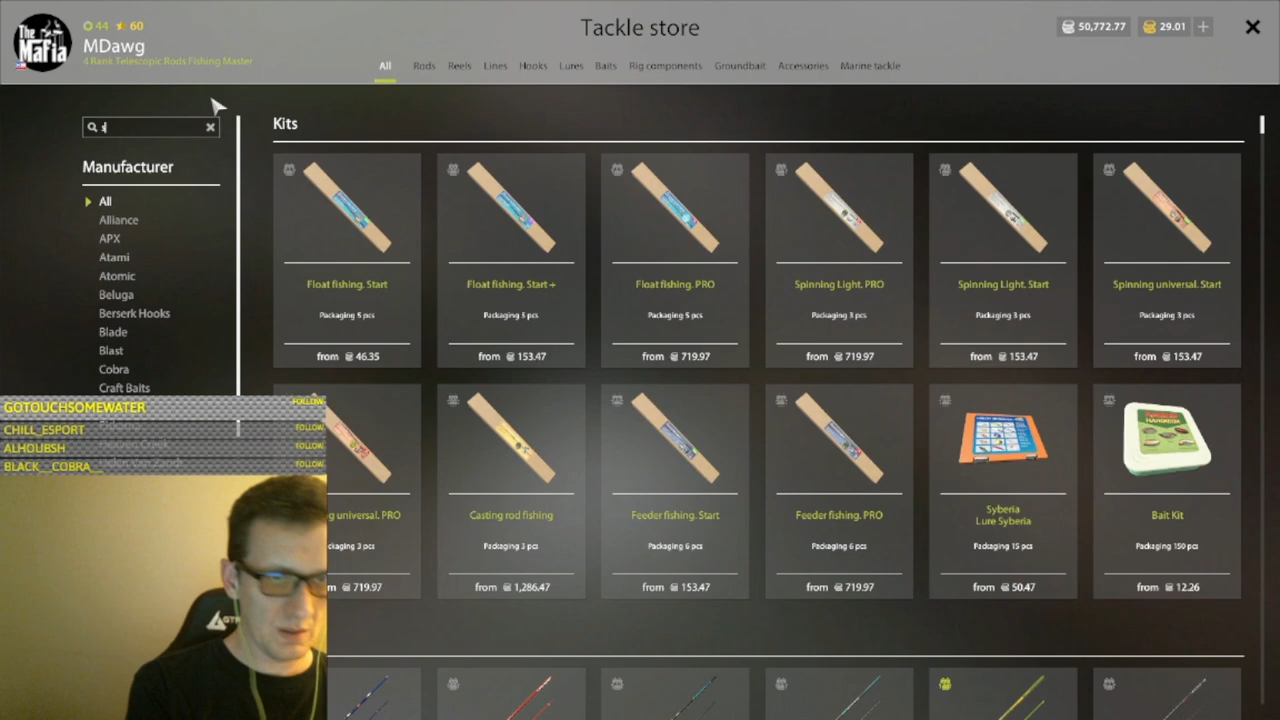 The
Mafia
44 60
MDawg
4 Rank Telescopic Rods Fishing Master
Tackle store
50,772.77 29.01 +
All Rods Reels Lines Hooks Lures Baits Rig components Groundbait Accessories Marine tackle
s
Manufacturer
All
Alliance
APX
Atami
Atomic
Beluga
Berserk Hooks
Blade
Blast
Cobra
Craft Baits
Kits
Float fishing. Start
Packaging 5 pcs
from 46.35
Float fishing. Start +
Packaging 5 pcs
from 153.47
Float fishing. PRO
Packaging 5 pcs
from 719.97
Spinning Light. PRO
Packaging 3 pcs
from 719.97
Spinning Light. Start
Packaging 3 pcs
from 153.47
Spinning universal. Start
Packaging 3 pcs
from 153.47
g universal. PRO
ckaging 3 pcs
m 719.97
Casting rod fishing
Packaging 3 pcs
from 1,286.47
Feeder fishing. Start
Packaging 6 pcs
from 153.47
Feeder fishing. PRO
Packaging 6 pcs
from 719.97
Syberia
Lure Syberia
Packaging 15 pcs
from 50.47
Bait Kit
Packaging 150 pcs
from 12.26
GOTOUCHSOMEWATER FOLLOW
CHILL_ESPORT FOLLOW
ALHOUBSH FOLLOW
BLACK__COBRA__ FOLLOW